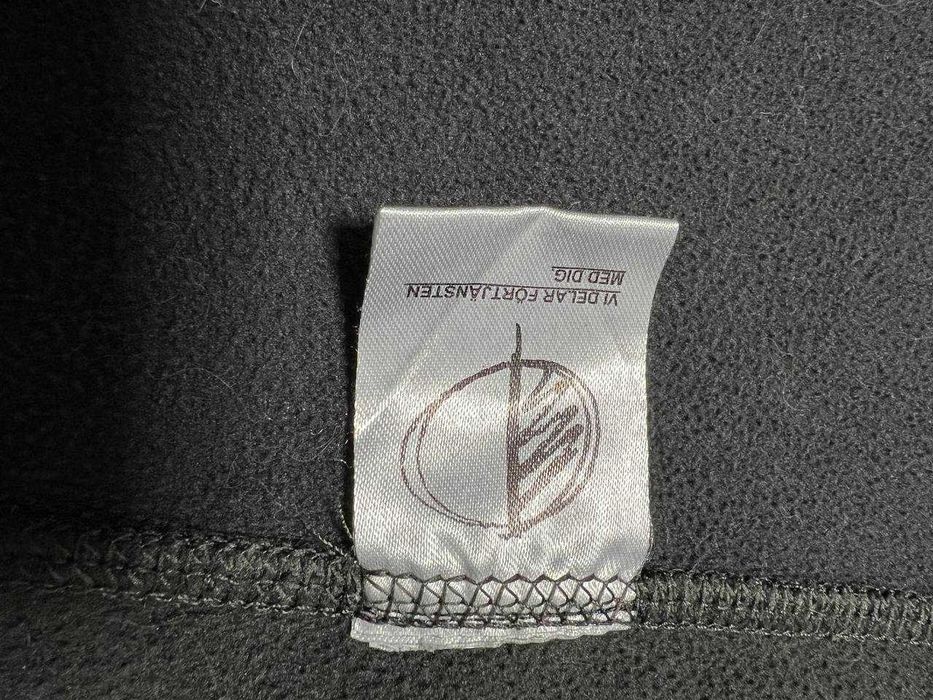 VI DELAR FÖRTJÄNSTEN
MED DIG.